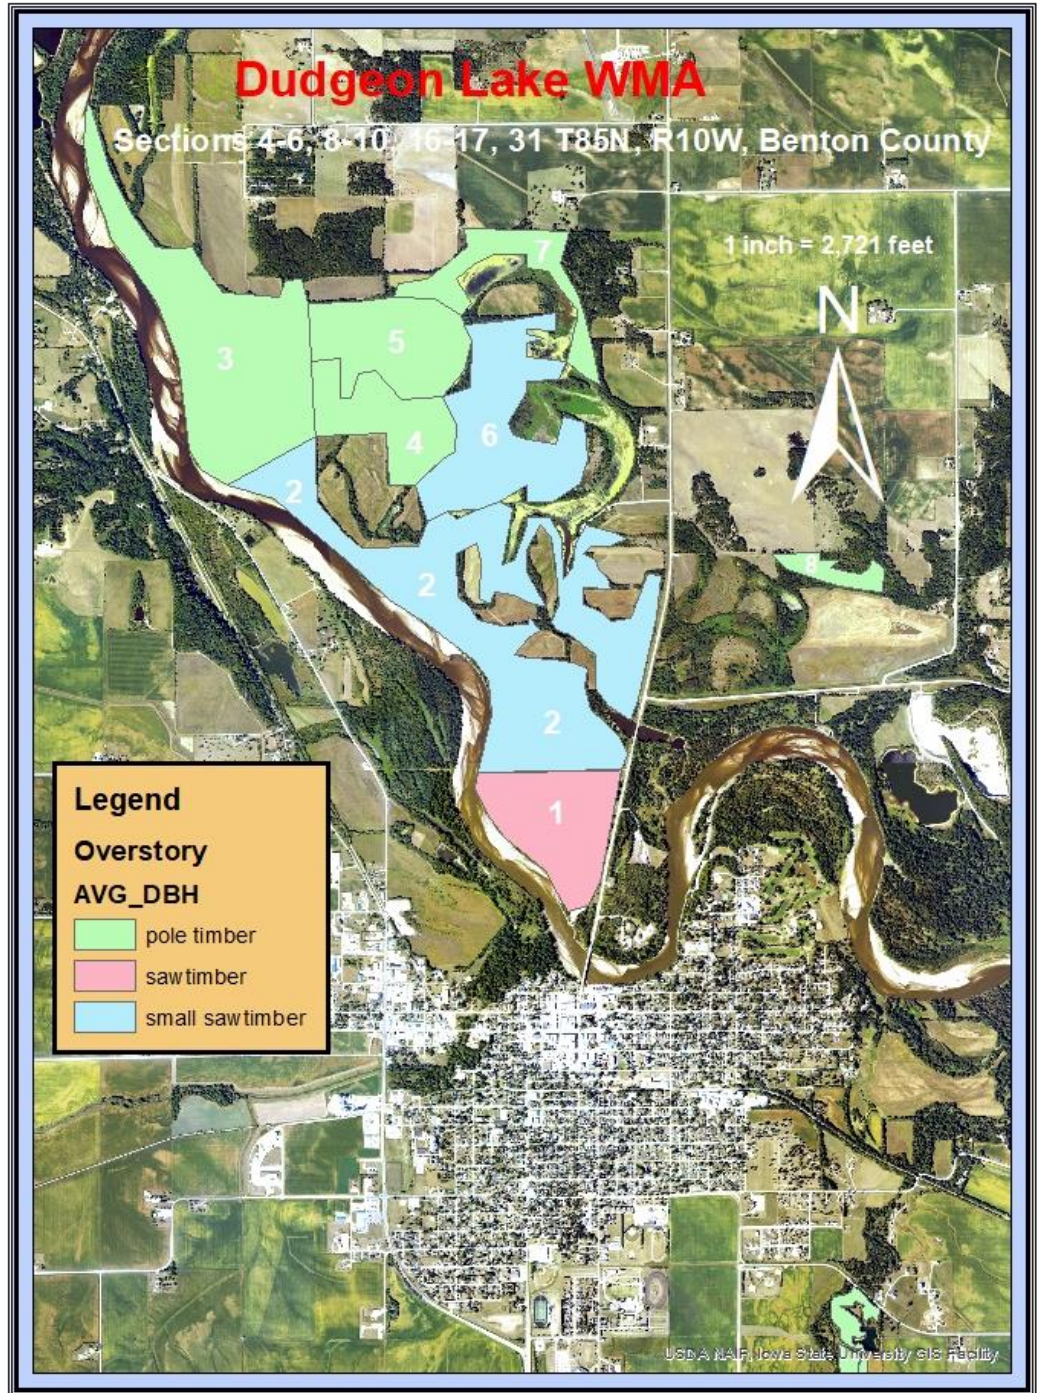 Dudgeon Lake WMA
Sections 4-6, 8-10, 16-17, 31 T85N, R10W, Benton County
1 inch = 2,721 feet
N
7
3
5
4
6
2
2
8
2
1
Legend
Overstory
AVG_DBH
pole timber
sawtimber
small sawtimber
USDA NAIP, Iowa State University GIS Facility